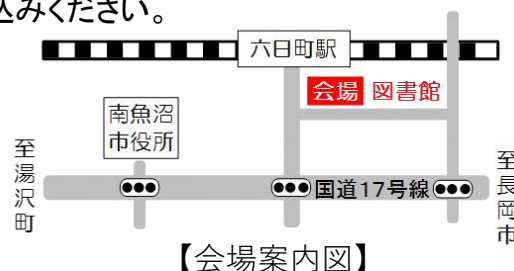 込みください。
六日町駅
会場 図書館
南魚沼
市役所
至湯沢町
国道17号線
至長岡市
【会場案内図】